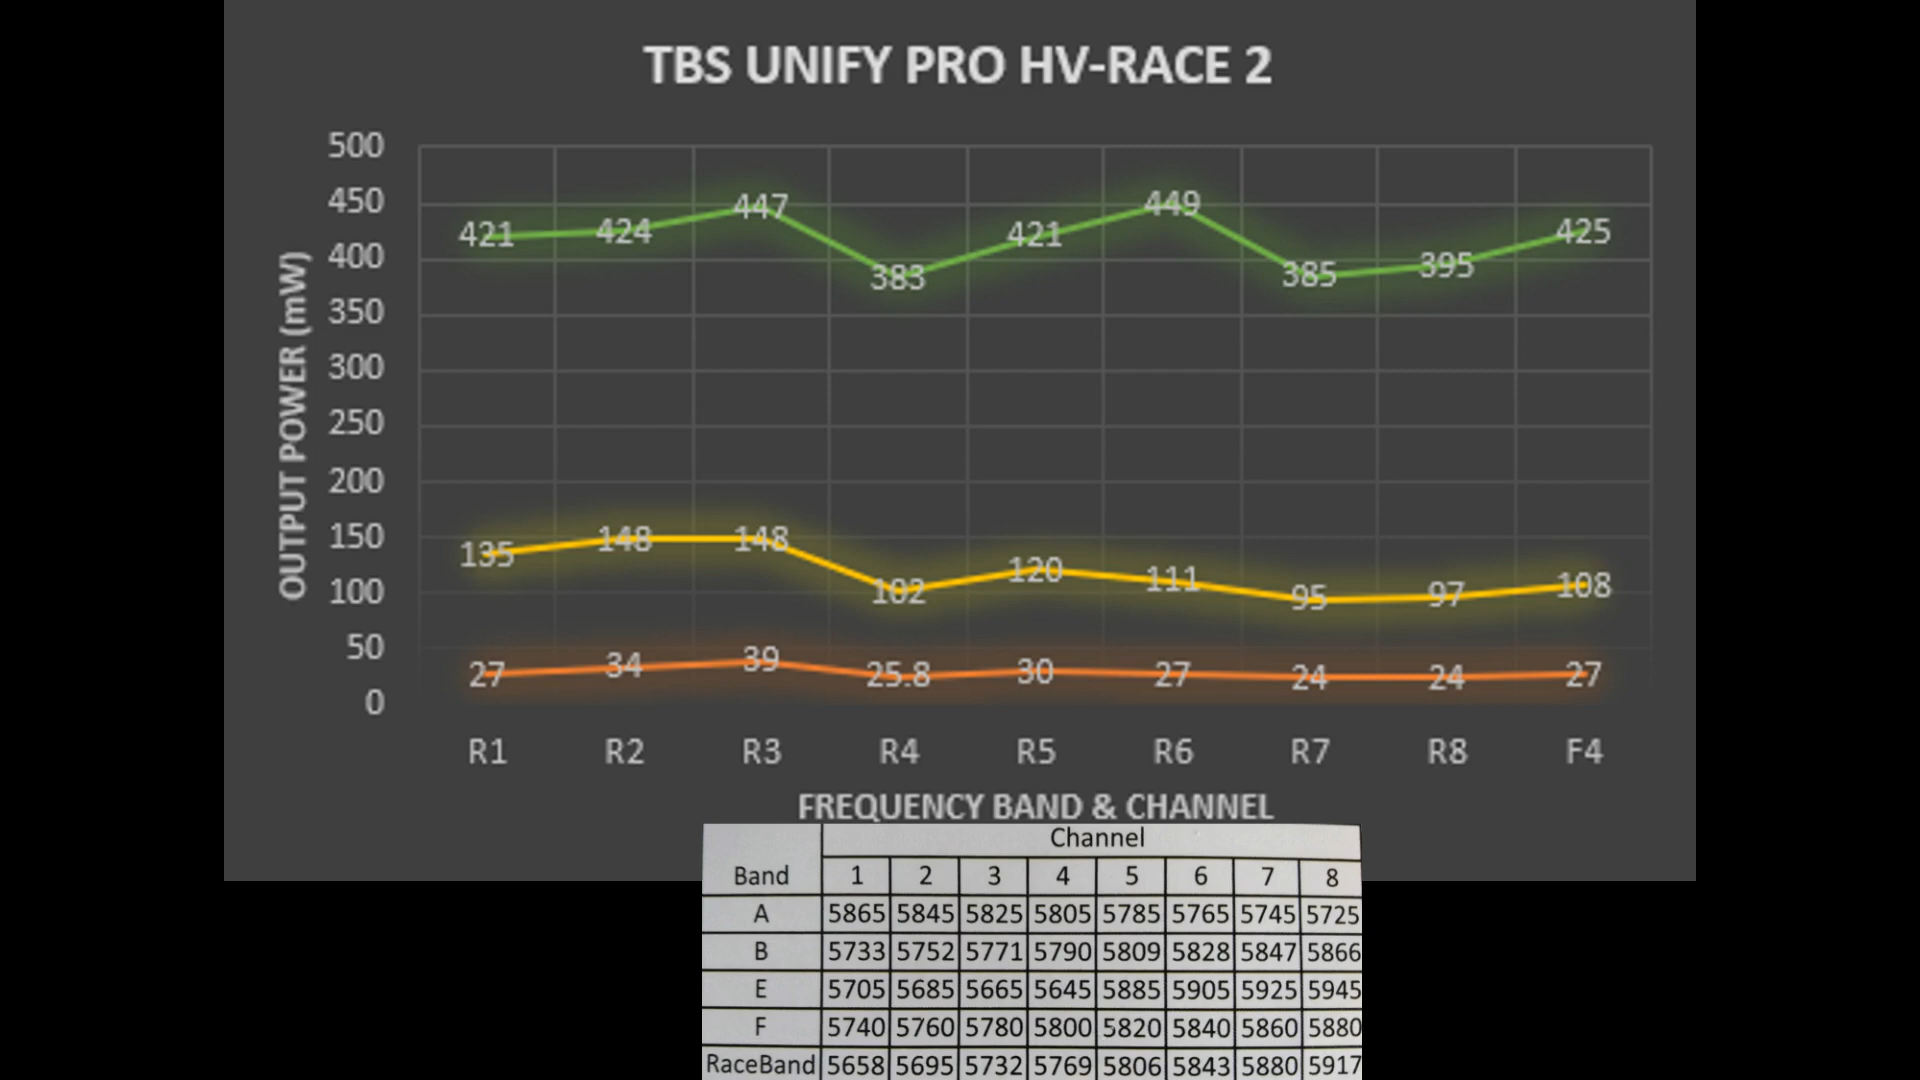 TBS UNIFY PRO HV-RACE 2
500
450
400
350
300
250
200
150
100
50
0
OUTPUT POWER (mW)
421 424 447 383 421 449 385 395 425
135 148 148 102 120 111 95 97 108
27 34 39 25.8 30 27 24 24 27
R1 R2 R3 R4 R5 R6 R7 R8 F4
FREQUENCY BAND & CHANNEL
Channel
Band 1 2 3 4 5 6 7 8
A 5865 5845 5825 5805 5785 5765 5745 5725
B 5733 5752 5771 5790 5809 5828 5847 5866
E 5705 5685 5665 5645 5885 5905 5925 5945
F 5740 5760 5780 5800 5820 5840 5860 5880
RaceBand 5658 5695 5732 5769 5806 5843 5880 5917